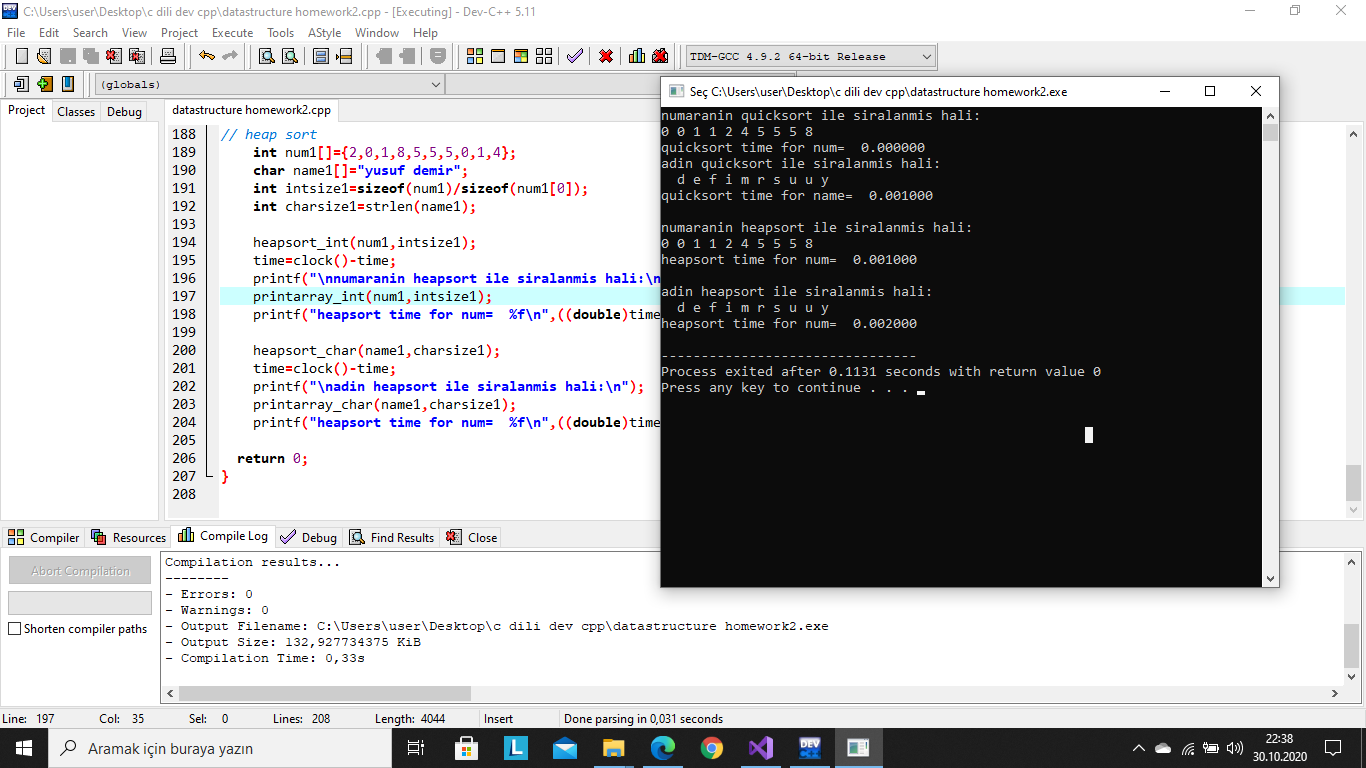 C:\Users\user\Desktop\c dili dev cpp\datastructure homework2.cpp - [Executing] - Dev-C++ 5.11
File Edit Search View Project Execute Tools AStyle Window Help
TDM-GCC 4.9.2 64-bit Release
(globals)
Project Classes Debug
datastructure homework2.cpp
188 // heap sort
189 int num1[]={2,0,1,8,5,5,5,0,1,4};
190 char name1[]="yusuf demir";
191 int intsize1=sizeof(num1)/sizeof(num1[0]);
192 int charsize1=strlen(name1);
193
194 heapsort_int(num1,intsize1);
195 time=clock()-time;
196 printf("\nnumaranin heapsort ile siralanmis hali:\n
197 printarray_int(num1,intsize1);
198 printf("heapsort time for num=  %f\n",((double)time
199
200 heapsort_char(name1,charsize1);
201 time=clock()-time;
202 printf("\nadin heapsort ile siralanmis hali:\n");
203 printarray_char(name1,charsize1);
204 printf("heapsort time for num=  %f\n",((double)time
205
206 return 0;
207 }
208
Seç C:\Users\user\Desktop\c dili dev cpp\datastructure homework2.exe
numaranin quicksort ile siralanmis hali:
0 0 1 1 2 4 5 5 5 8
quicksort time for num=  0.000000
adin quicksort ile siralanmis hali:
  d e f i m r s u u y
quicksort time for name=  0.001000
numaranin heapsort ile siralanmis hali:
0 0 1 1 2 4 5 5 5 8
heapsort time for num=  0.001000
adin heapsort ile siralanmis hali:
  d e f i m r s u u y
heapsort time for num=  0.002000
--------------------------------
Process exited after 0.1131 seconds with return value 0
Press any key to continue . . .
Compiler Resources Compile Log Debug Find Results Close
Abort Compilation
Shorten compiler paths
Compilation results...
--------
- Errors: 0
- Warnings: 0
- Output Filename: C:\Users\user\Desktop\c dili dev cpp\datastructure homework2.exe
- Output Size: 132,927734375 KiB
- Compilation Time: 0,33s
Line: 197 Col: 35 Sel: 0 Lines: 208 Length: 4044 Insert Done parsing in 0,031 seconds
Aramak için buraya yazın
22:38
30.10.2020